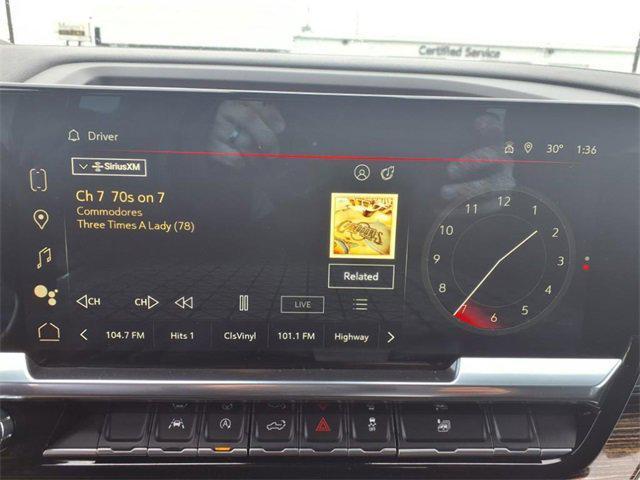 Certified Service
Driver
30° 1:36
SiriusXM
Ch 7 70s on 7
Commodores
Three Times A Lady (78)
Related
CH CH LIVE
104.7 FM Hits 1 ClsVinyl 101.1 FM Highway
12
11 1
10 2
9 3
8 4
7 5
6